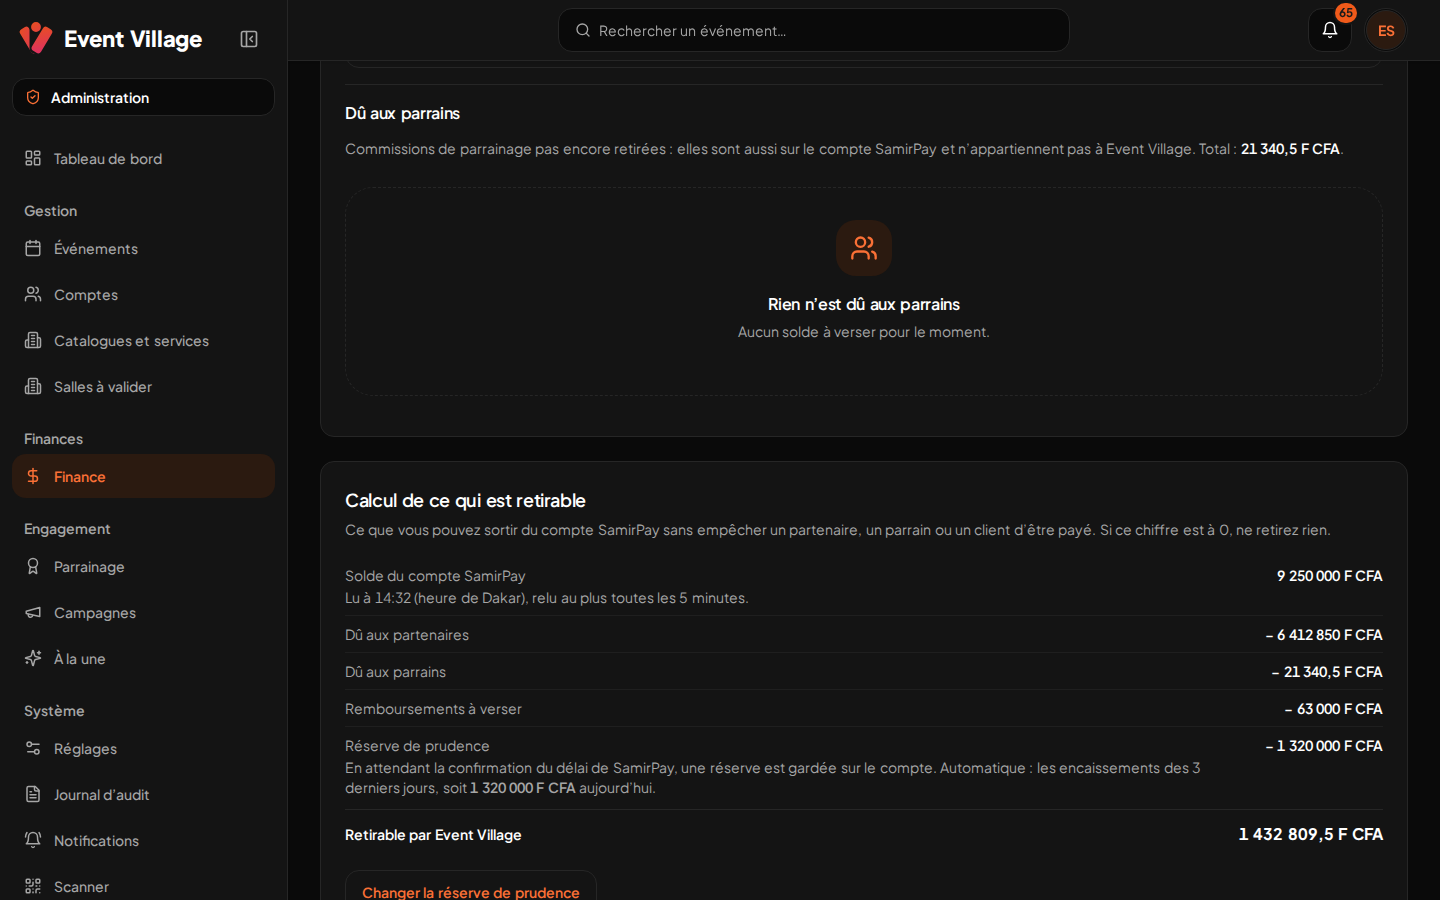 Event Village
Rechercher un événement...
65
ES
Administration
Tableau de bord
Gestion
Événements
Comptes
Catalogues et services
Salles à valider
Finances
Finance
Engagement
Parrainage
Campagnes
À la une
Système
Réglages
Journal d’audit
Notifications
Scanner
Dû aux parrains
Commissions de parrainage pas encore retirées : elles sont aussi sur le compte SamirPay et n’appartiennent pas à Event Village. Total : 21 340,5 F CFA.
Rien n’est dû aux parrains
Aucun solde à verser pour le moment.
Calcul de ce qui est retirable
Ce que vous pouvez sortir du compte SamirPay sans empêcher un partenaire, un parrain ou un client d’être payé. Si ce chiffre est à 0, ne retirez rien.
Solde du compte SamirPay 9 250 000 F CFA
Lu à 14:32 (heure de Dakar), relu au plus toutes les 5 minutes.
Dû aux partenaires – 6 412 850 F CFA
Dû aux parrains – 21 340,5 F CFA
Remboursements à verser – 63 000 F CFA
Réserve de prudence – 1 320 000 F CFA
En attendant la confirmation du délai de SamirPay, une réserve est gardée sur le compte. Automatique : les encaissements des 3
derniers jours, soit 1 320 000 F CFA aujourd’hui.
Retirable par Event Village 1 432 809,5 F CFA
Changer la réserve de prudence